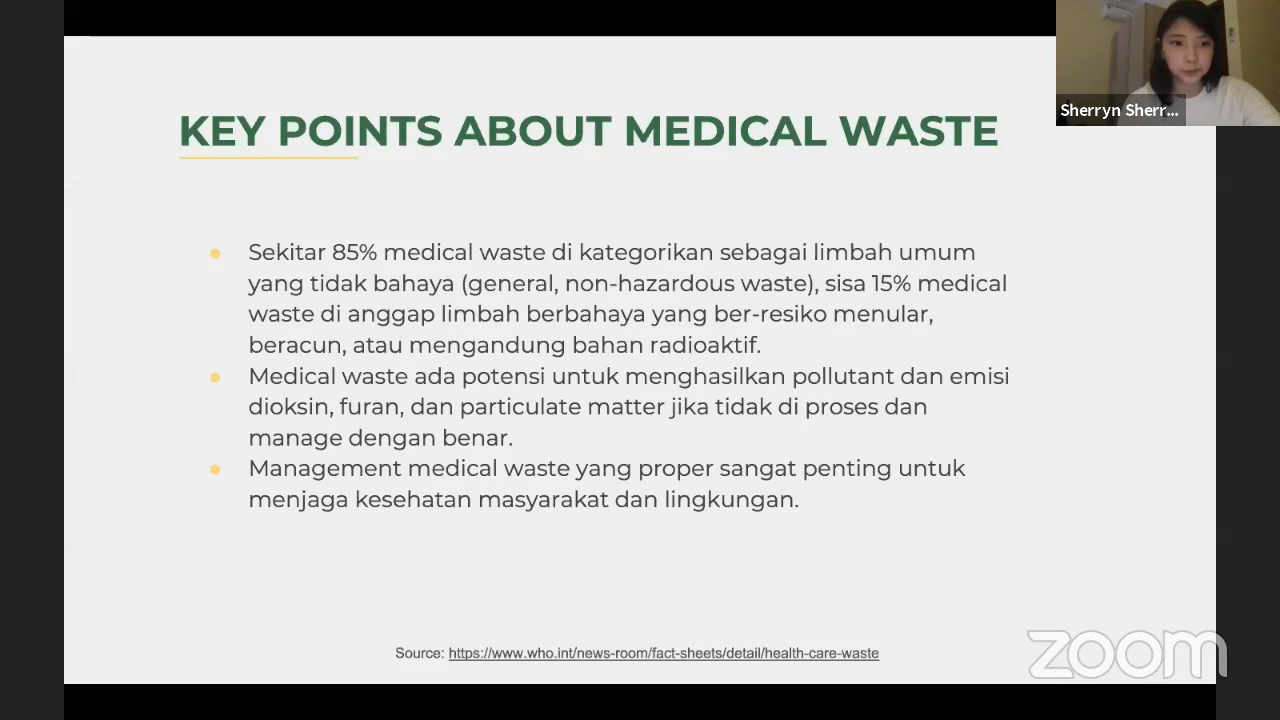 Sherryn Sherr...
KEY POINTS ABOUT MEDICAL WASTE
Sekitar 85% medical waste di kategorikan sebagai limbah umum
yang tidak bahaya (general, non-hazardous waste), sisa 15% medical
waste di anggap limbah berbahaya yang ber-resiko menular,
beracun, atau mengandung bahan radioaktif.
Medical waste ada potensi untuk menghasilkan pollutant dan emisi
dioksin, furan, dan particulate matter jika tidak di proses dan
manage dengan benar.
Management medical waste yang proper sangat penting untuk
menjaga kesehatan masyarakat dan lingkungan.
Source: https://www.who.int/news-room/fact-sheets/detail/health-care-waste
zoom